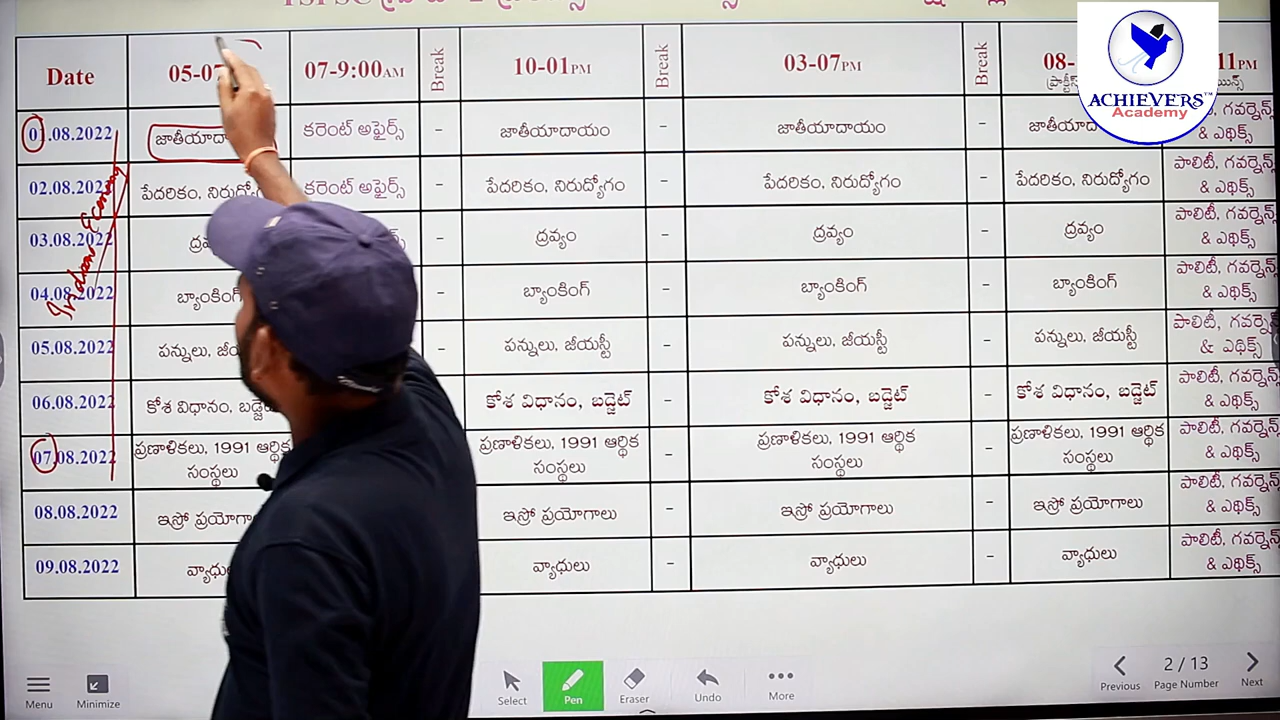 Date 05-07 07-9:00AM Break 10-01PM Break 03-07PM Break 08- 11PM
ACHIEVERS™
Academy
01.08.2022 కరెంట్ అఫైర్స్ - జాతీయాదాయం - జాతీయాదాయం - పాలిటీ, గవర్నెన్స్ & ఎథిక్స్
02.08.2022 పేదరికం, కరెంట్ అఫైర్స్ - పేదరికం, నిరుద్యోగం - పేదరికం, నిరుద్యోగం - పేదరికం, నిరుద్యోగం పాలిటీ, గవర్నెన్స్ & ఎథిక్స్
Indian Economy
03.08.2022 - ద్రవ్యం - ద్రవ్యం - ద్రవ్యం పాలిటీ, గవర్నెన్స్ & ఎథిక్స్
04.08.2022 బ్యాంకింగ్ - బ్యాంకింగ్ - బ్యాంకింగ్ - బ్యాంకింగ్ పాలిటీ, గవర్నెన్స్ & ఎథిక్స్
05.08.2022 పన్నులు, - పన్నులు, జీయస్టీ - పన్నులు, జీయస్టీ - పన్నులు, జీయస్టీ పాలిటీ, గవర్నెన్స్ & ఎథిక్స్
06.08.2022 కోశ విధానం, కోశ విధానం, బడ్జెట్ - కోశ విధానం, బడ్జెట్ - కోశ విధానం, బడ్జెట్ పాలిటీ, గవర్నెన్స్ & ఎథిక్స్
07.08.2022 ప్రణాళికలు, 1991 ఆర్థిక సంస్థలు ప్రణాళికలు, 1991 ఆర్థిక సంస్థలు - ప్రణాళికలు, 1991 ఆర్థిక సంస్థలు - ప్రణాళికలు, 1991 ఆర్థిక సంస్థలు పాలిటీ, గవర్నెన్స్ & ఎథిక్స్
08.08.2022 ఇస్రో ఇస్రో ప్రయోగాలు - ఇస్రో ప్రయోగాలు - ఇస్రో ప్రయోగాలు పాలిటీ, గవర్నెన్స్ & ఎథిక్స్
09.08.2022 వ్యాధులు - వ్యాధులు - వ్యాధులు పాలిటీ, గవర్నెన్స్ & ఎథిక్స్
Menu Minimize Select Pen Eraser Undo More Previous 2 / 13 Page Number Next